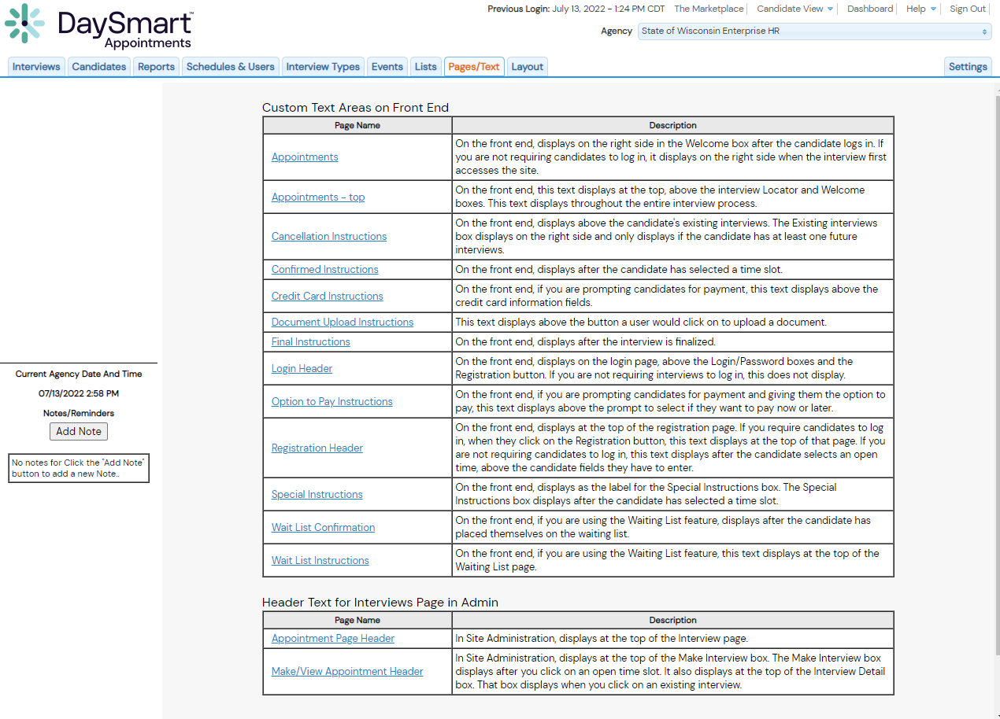 DaySmart™
Appointments
Previous Login: July 13, 2022 - 1:24 PM CDT
The Marketplace
Candidate View
Dashboard
Help
Sign Out
Agency
State of Wisconsin Enterprise HR
Interviews
Candidates
Reports
Schedules & Users
Interview Types
Events
Lists
Pages/Text
Layout
Settings
Current Agency Date And Time
07/13/2022 2:58 PM
Notes/Reminders
Add Note
No notes for Click the "Add Note"
button to add a new Note..
Custom Text Areas on Front End
Page Name
Description
Appointments
On the front end, displays on the right side in the Welcome box after the candidate logs in. If
you are not requiring candidates to log in, it displays on the right side when the interview first
accesses the site.
Appointments - top
On the front end, this text displays at the top, above the interview Locator and Welcome
boxes. This text displays throughout the entire interview process.
Cancellation Instructions
On the front end, displays above the candidate's existing interviews. The Existing interviews
box displays on the right side and only displays if the candidate has at least one future
interviews.
Confirmed Instructions
On the front end, displays after the candidate has selected a time slot.
Credit Card Instructions
On the front end, if you are prompting candidates for payment, this text displays above the
credit card information fields.
Document Upload Instructions
This text displays above the button a user would click on to upload a document.
Final Instructions
On the front end, displays after the interview is finalized.
Login Header
On the front end, displays on the login page, above the Login/Password boxes and the
Registration button. If you are not requiring interviews to log in, this does not display.
Option to Pay Instructions
On the front end, if you are prompting candidates for payment and giving them the option to
pay, this text displays above the prompt to select if they want to pay now or later.
Registration Header
On the front end, displays at the top of the registration page. If you require candidates to log
in, when they click on the Registration button, this text displays at the top of that page. If you
are not requiring candidates to log in, this text displays after the candidate selects an open
time, above the candidate fields they have to enter.
Special Instructions
On the front end, displays as the label for the Special Instructions box. The Special
Instructions box displays after the candidate has selected a time slot.
Wait List Confirmation
On the front end, if you are using the Waiting List feature, displays after the candidate has
placed themselves on the waiting list.
Wait List Instructions
On the front end, if you are using the Waiting List feature, this text displays at the top of the
Waiting List page.
Header Text for Interviews Page in Admin
Page Name
Description
Appointment Page Header
In Site Administration, displays at the top of the Interview page.
Make/View Appointment Header
In Site Administration, displays at the top of the Make Interview box. The Make Interview box
displays after you click on an open time slot. It also displays at the top of the Interview Detail
box. That box displays when you click on an existing interview.